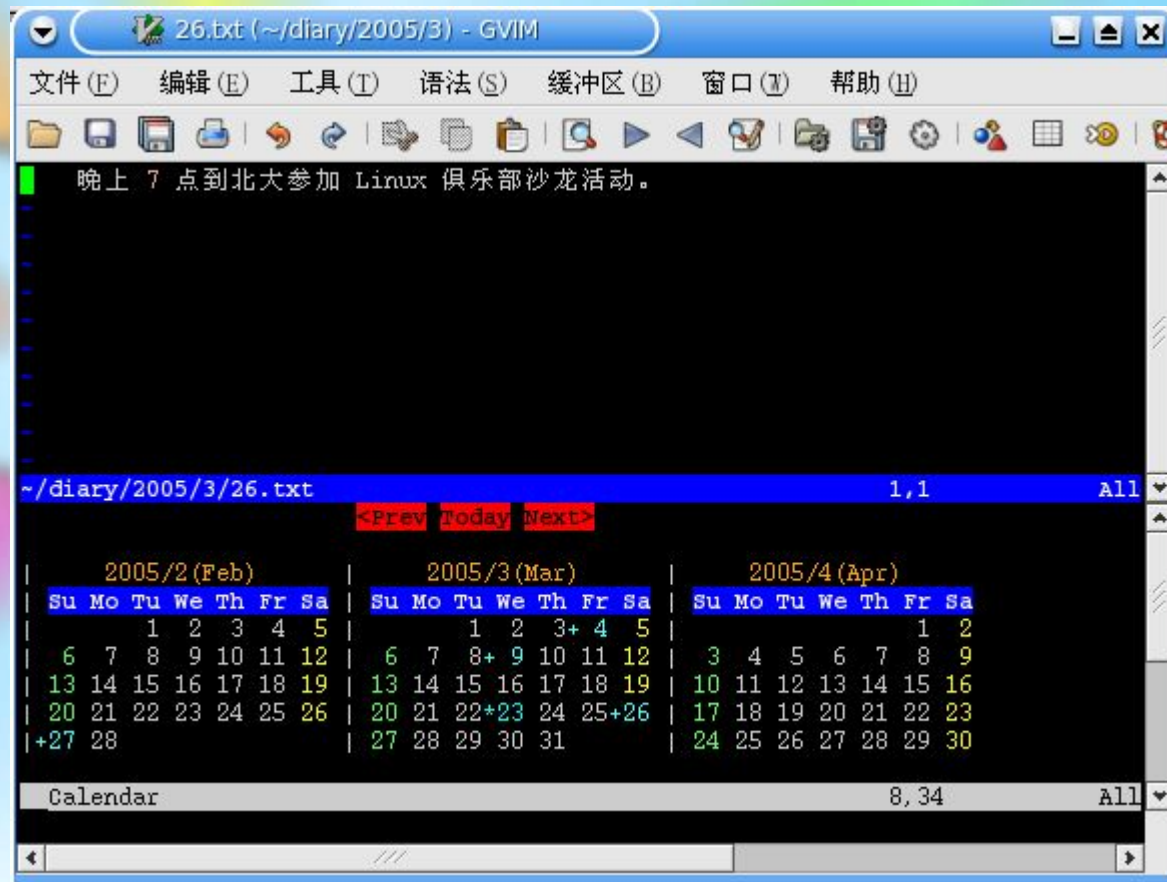 26.txt (~/diary/2005/3) - GVIM
文件(F) 编辑(E) 工具(T) 语法(S) 缓冲区(B) 窗口(W) 帮助(H)
晚上 7 点到北大参加 Linux 俱乐部沙龙活动。
~
~
~
~
~
~
~
~
~
~
~/diary/2005/3/26.txt 1,1 All
<Prev Today Next>
| 2005/2(Feb) | 2005/3(Mar) | 2005/4(Apr)
| Su Mo Tu We Th Fr Sa | Su Mo Tu We Th Fr Sa | Su Mo Tu We Th Fr Sa
| 1 2 3 4 5 | 1 2 3+ 4 5 | 1 2
| 6 7 8 9 10 11 12 | 6 7 8+ 9 10 11 12 | 3 4 5 6 7 8 9
| 13 14 15 16 17 18 19 | 13 14 15 16 17 18 19 | 10 11 12 13 14 15 16
| 20 21 22 23 24 25 26 | 20 21 22*23 24 25+26 | 17 18 19 20 21 22 23
|+27 28 | 27 28 29 30 31 | 24 25 26 27 28 29 30
Calendar 8,34 All